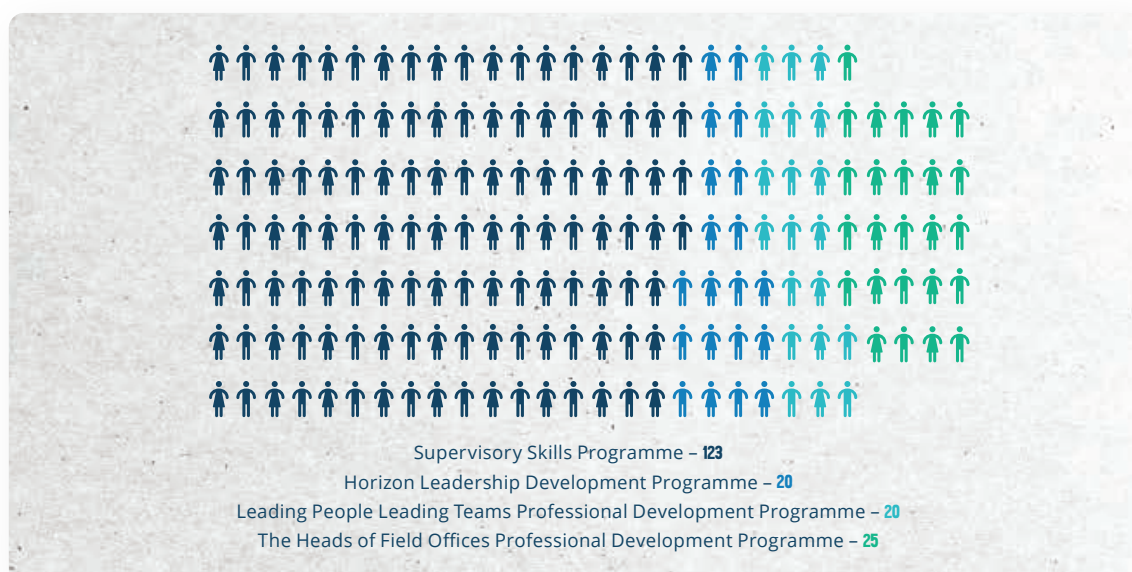 Supervisory Skills Programme – 123
Horizon Leadership Development Programme – 20
Leading People Leading Teams Professional Development Programme – 20
The Heads of Field Offices Professional Development Programme – 25